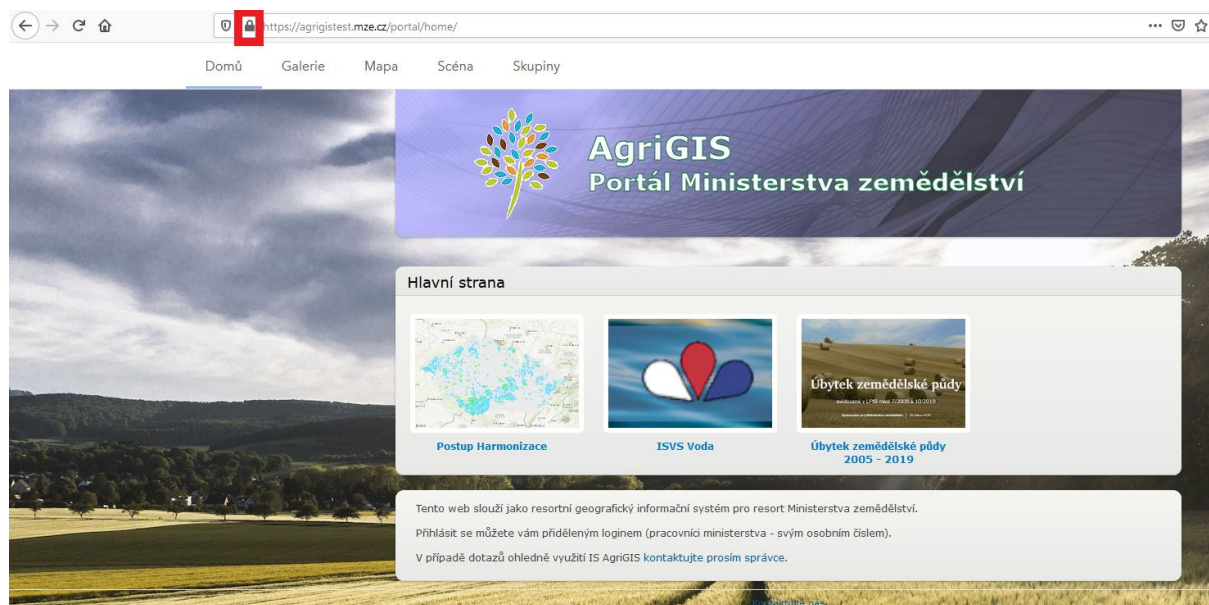 https://agrigistest.mze.cz/portal/home/
Domů Galerie Mapa Scéna Skupiny
AgriGIS
Portál Ministerstva zemědělství
Hlavní strana
Úbytek zemědělské půdy
Postup Harmonizace
ISVS Voda
Úbytek zemědělské půdy
2005 - 2019
Tento web slouží jako resortní geografický informační systém pro resort Ministerstva zemědělství.
Přihlásit se můžete vám přiděleným loginem (pracovníci ministerstva - svým osobním číslem).
V případě dotazů ohledně využití IS AgriGIS kontaktujte prosím správce.
Kontaktujte nás